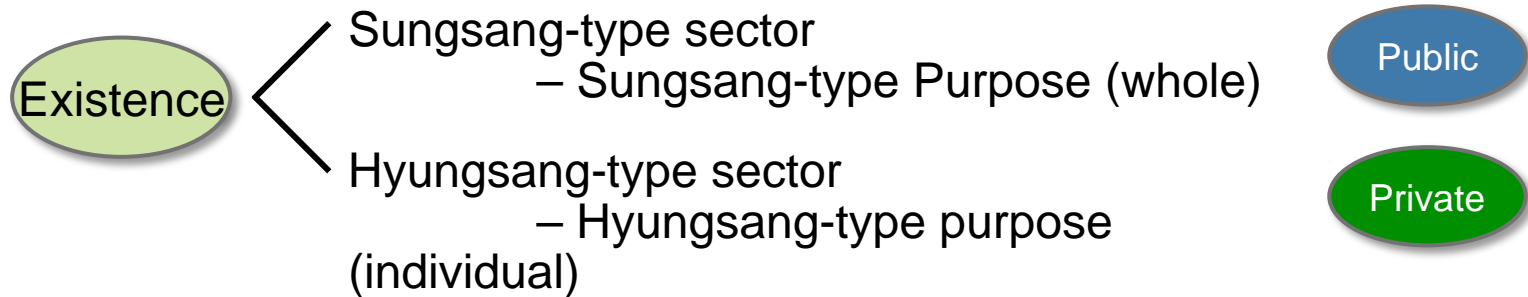 Existence
Sungsang-type sector
– Sungsang-type Purpose (whole)
Public
Hyungsang-type sector
– Hyungsang-type purpose
(individual)
Private